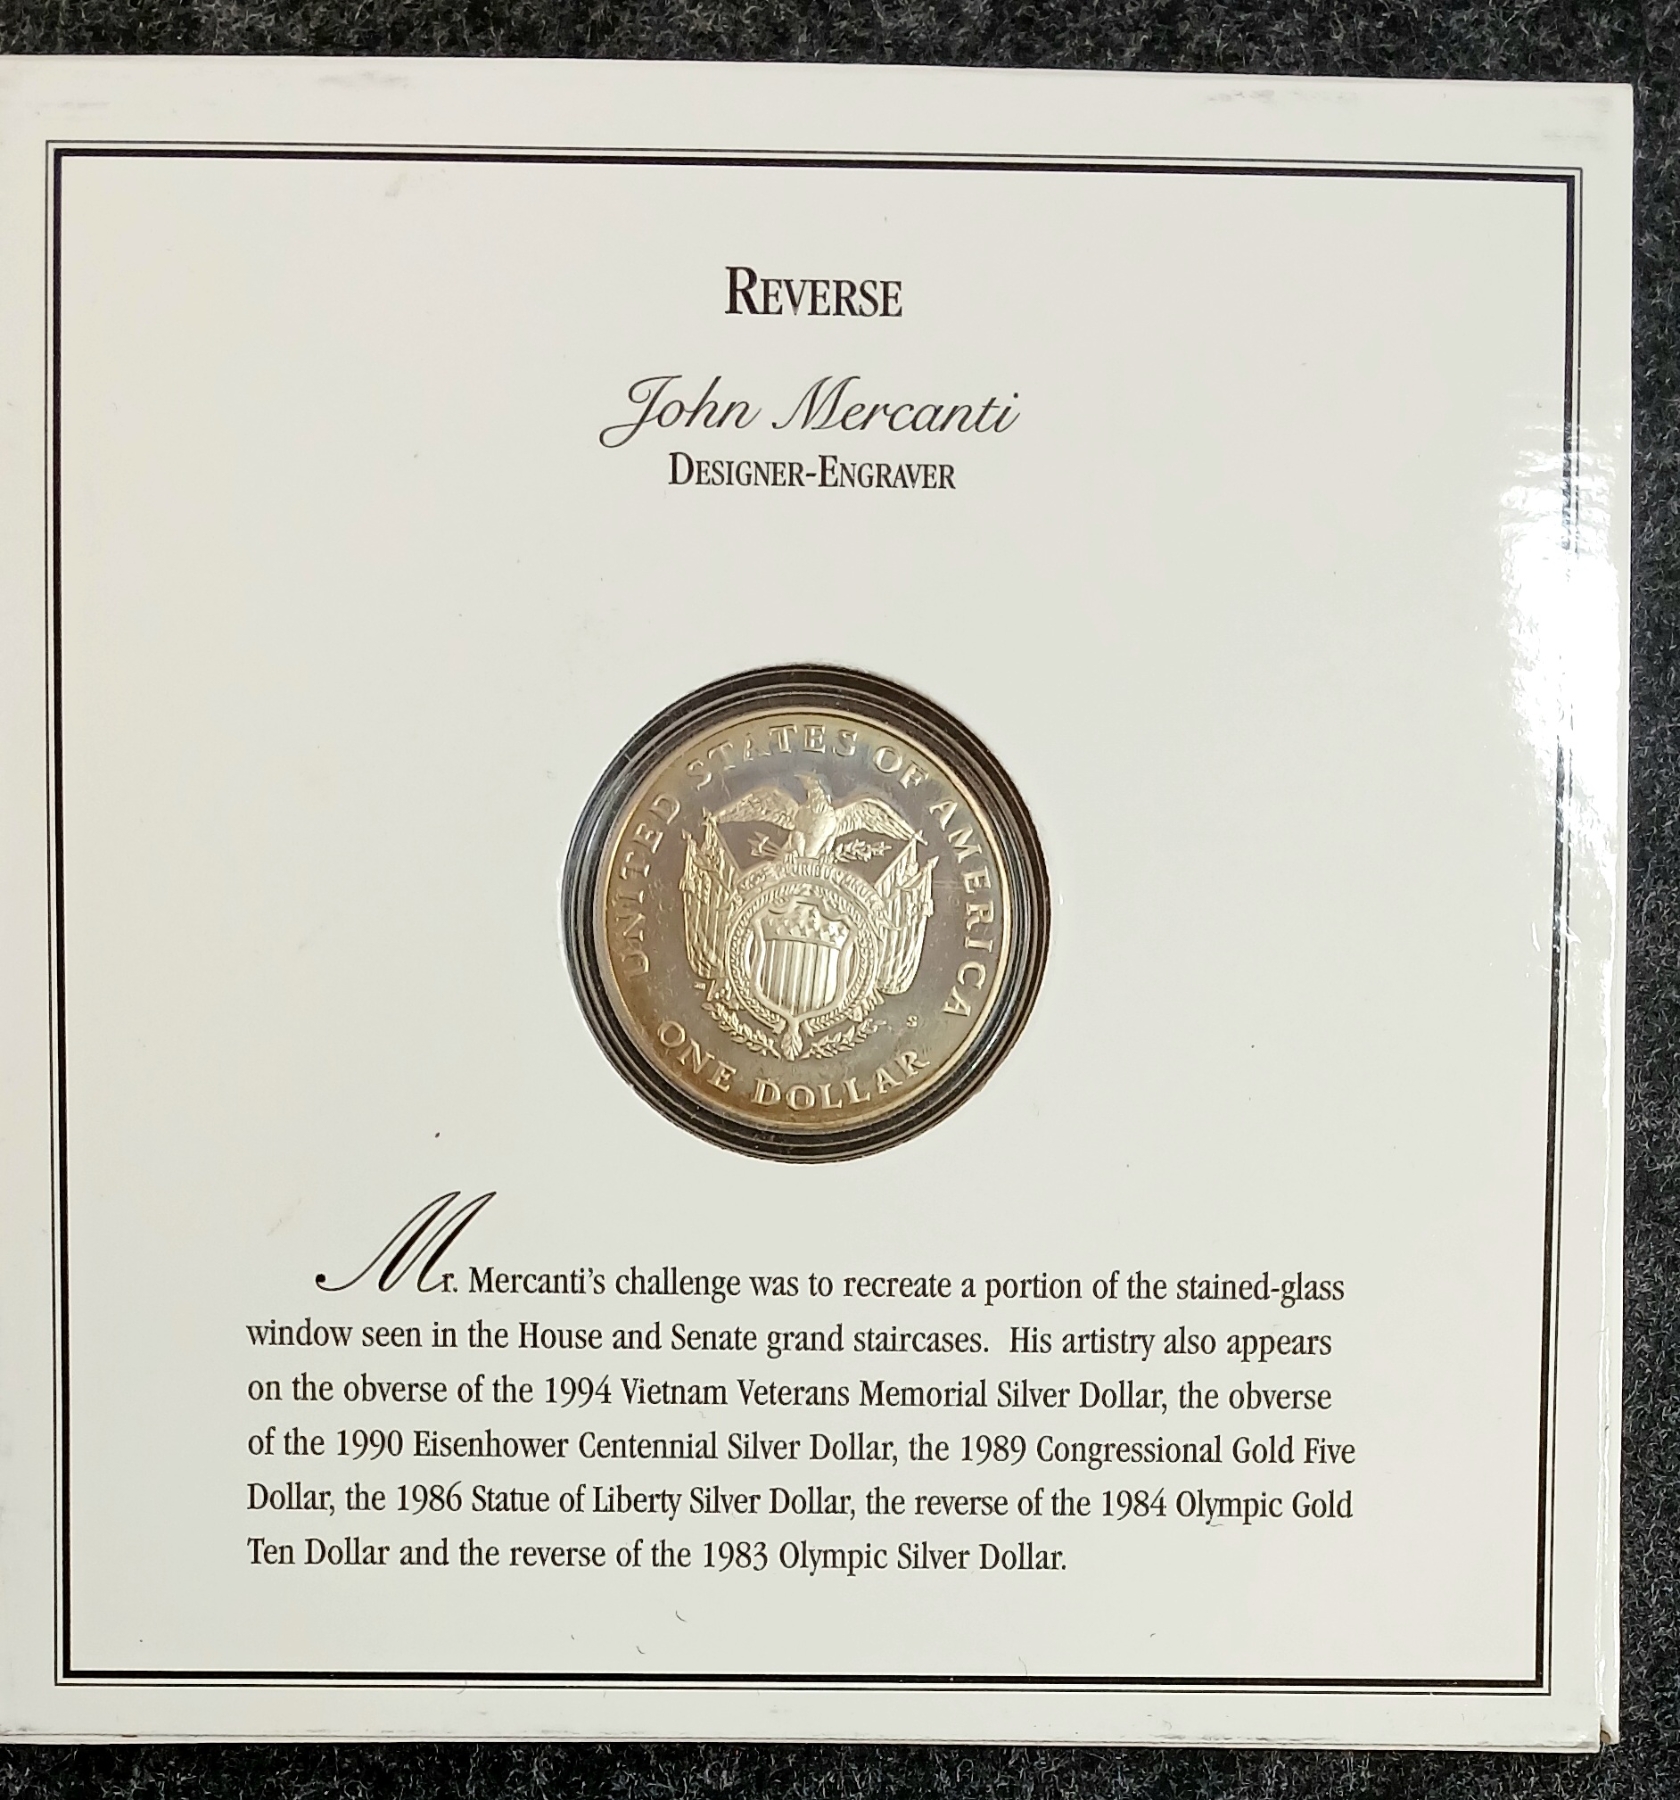 REVERSE
John Mercanti
DESIGNER-ENGRAVER
UNITED STATES OF AMERICA
S
ONE DOLLAR
Mr. Mercanti's challenge was to recreate a portion of the stained-glass
window seen in the House and Senate grand staircases. His artistry also appears
on the obverse of the 1994 Vietnam Veterans Memorial Silver Dollar, the obverse
of the 1990 Eisenhower Centennial Silver Dollar, the 1989 Congressional Gold Five
Dollar, the 1986 Statue of Liberty Silver Dollar, the reverse of the 1984 Olympic Gold
Ten Dollar and the reverse of the 1983 Olympic Silver Dollar.